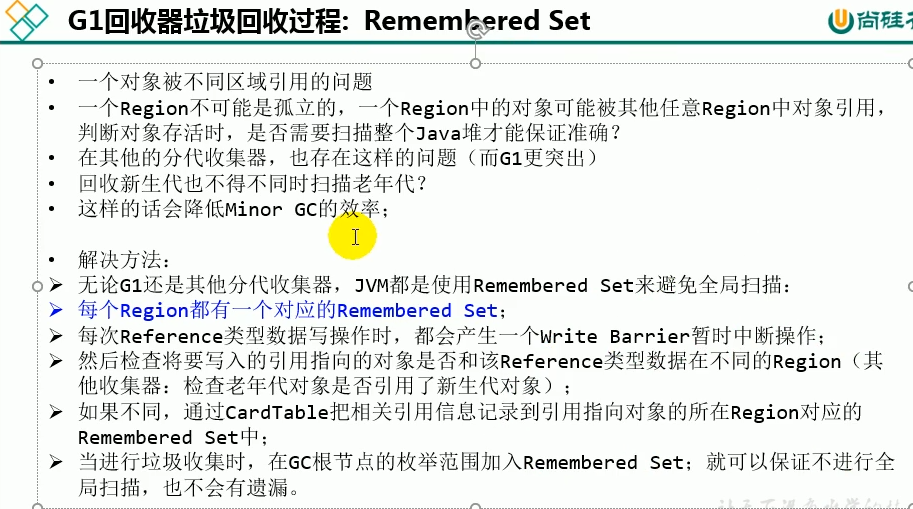 G1回收器垃圾回收过程: Remembered Set
尚硅
• 一个对象被不同区域引用的问题
• 一个Region不可能是孤立的，一个Region中的对象可能被其他任意Region中对象引用，
判断对象存活时，是否需要扫描整个Java堆才能保证准确？
• 在其他的分代收集器，也存在这样的问题（而G1更突出）
• 回收新生代也不得不同时扫描老年代？
• 这样的话会降低Minor GC的效率；
• 解决方法：
➢ 无论G1还是其他分代收集器，JVM都是使用Remembered Set来避免全局扫描：
➢ 每个Region都有一个对应的Remembered Set；
➢ 每次Reference类型数据写操作时，都会产生一个Write Barrier暂时中断操作；
➢ 然后检查将要写入的引用指向的对象是否和该Reference类型数据在不同的Region（其
他收集器：检查老年代对象是否引用了新生代对象）；
➢ 如果不同，通过CardTable把相关引用信息记录到引用指向对象的所在Region对应的
Remembered Set中；
➢ 当进行垃圾收集时，在GC根节点的枚举范围加入Remembered Set；就可以保证不进行全
局扫描，也不会有遗漏。